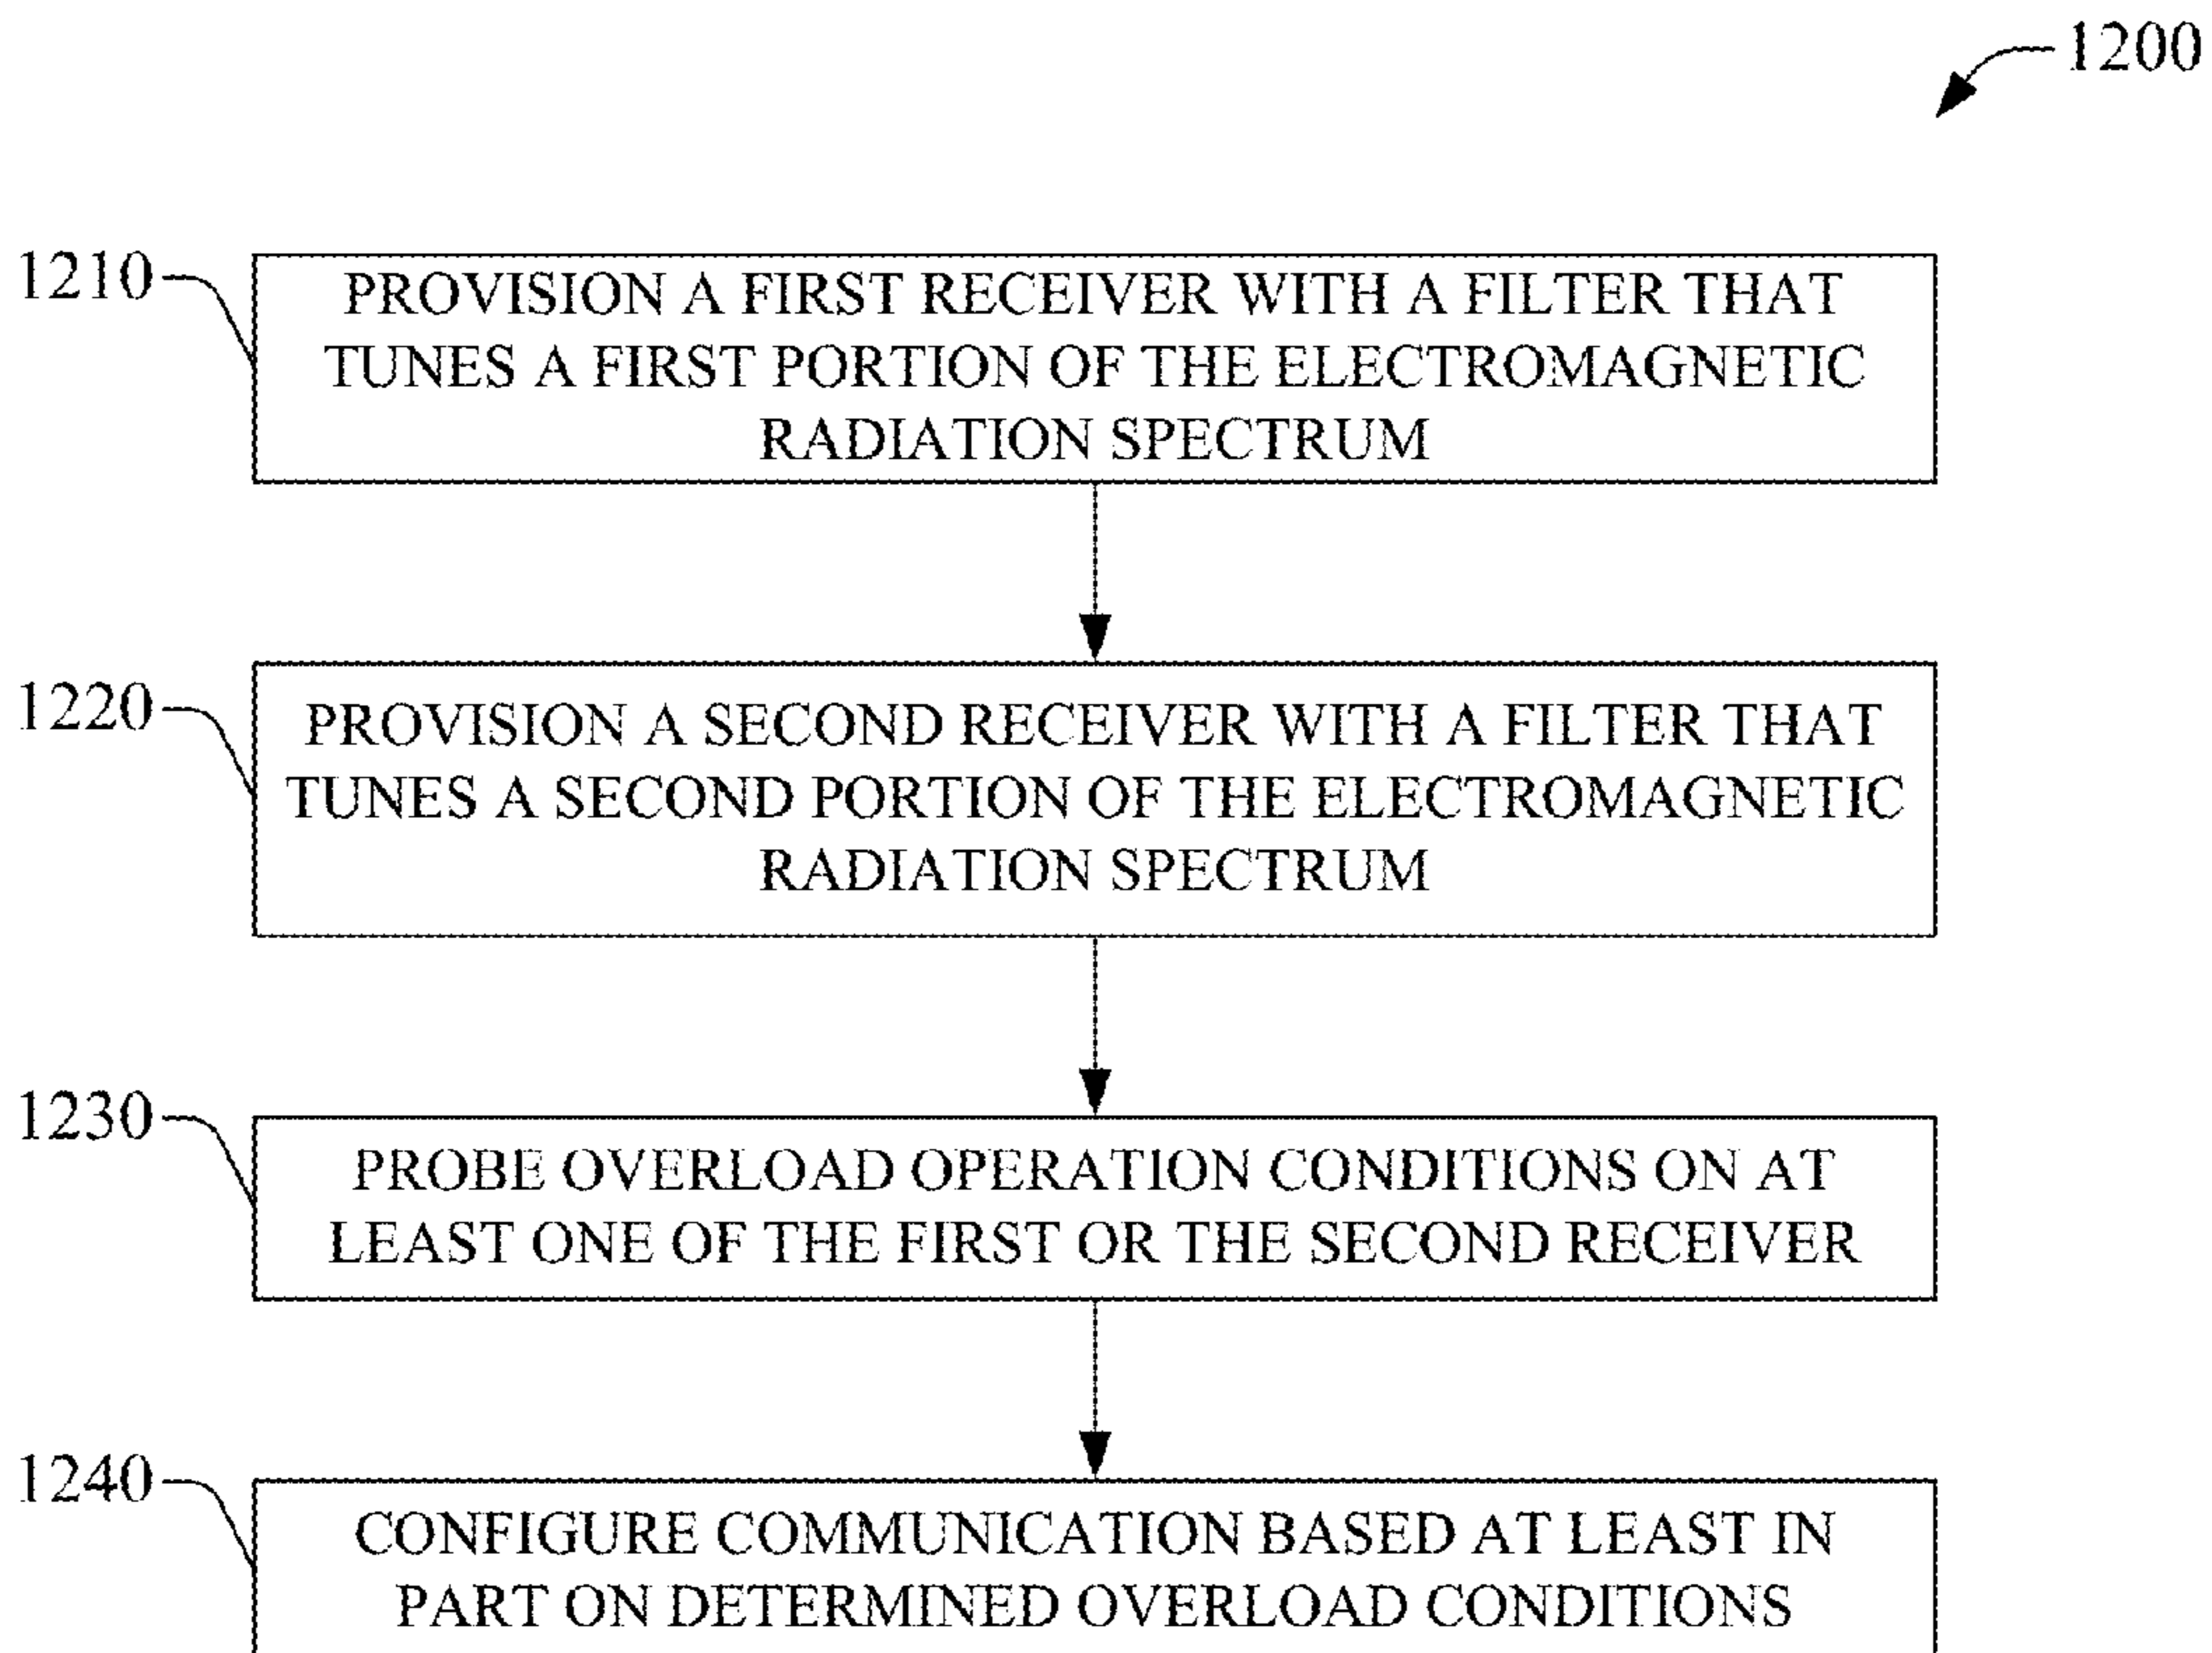 1200
1210
PROVISION A FIRST RECEIVER WITH A FILTER THAT
TUNES A FIRST PORTION OF THE ELECTROMAGNETIC
RADIATION SPECTRUM
1220
PROVISION A SECOND RECEIVER WITH A FILTER THAT
TUNES A SECOND PORTION OF THE ELECTROMAGNETIC
RADIATION SPECTRUM
1230
PROBE OVERLOAD OPERATION CONDITIONS ON AT
LEAST ONE OF THE FIRST OR THE SECOND RECEIVER
1240
CONFIGURE COMMUNICATION BASED AT LEAST IN
PART ON DETERMINED OVERLOAD CONDITIONS